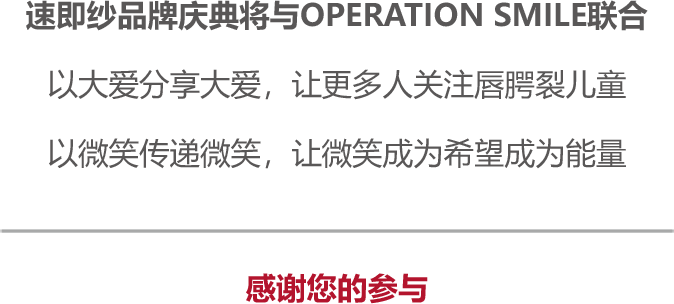 速即纱品牌庆典将与OPERATION SMILE联合
以大爱分享大爱，让更多人关注唇腭裂儿童
以微笑传递微笑，让微笑成为希望成为能量
感谢您的参与